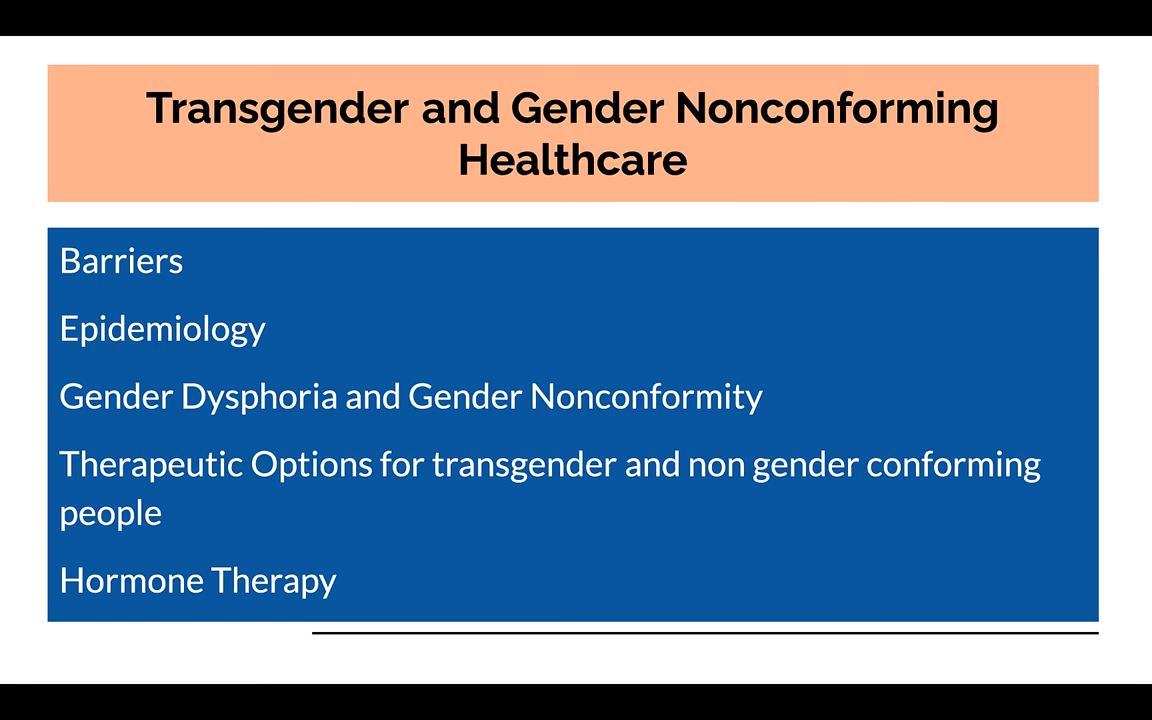 Transgender and Gender Nonconforming
Healthcare
Barriers
Epidemiology
Gender Dysphoria and Gender Nonconformity
Therapeutic Options for transgender and non gender conforming
people
Hormone Therapy